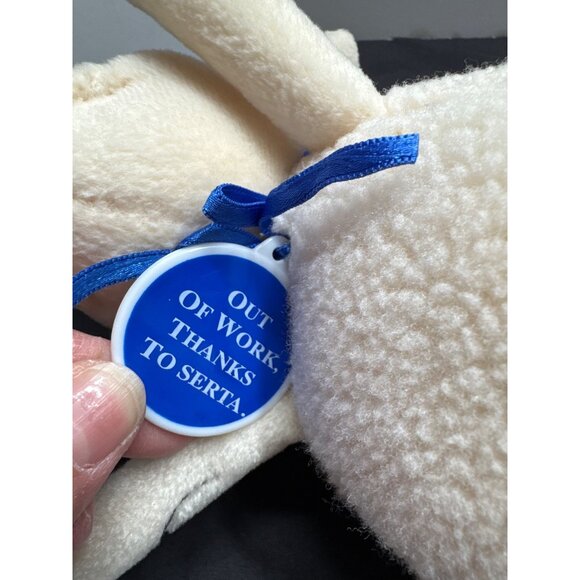 OUT
OF WORK,
THANKS
TO SERTA.